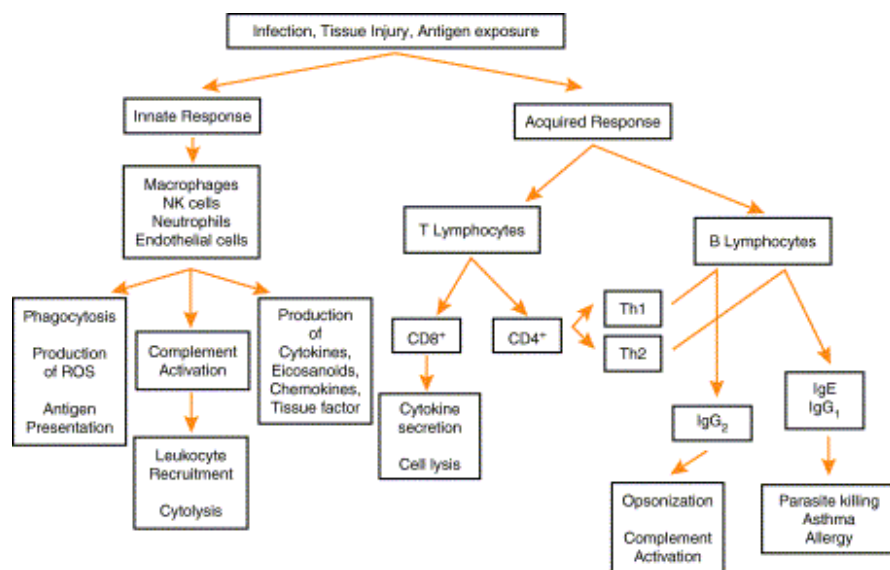 Infection, Tissue Injury, Antigen exposure
Innate Response
Acquired Response
Macrophages
NK cells
Neutrophils
Endothelial cells
T Lymphocytes
B Lymphocytes
Phagocytosis
Production
of ROS
Antigen
Presentation
Complement
Activation
Production
of
Cytokines,
Eicosanoids,
Chemokines,
Tissue factor
CD8⁺
CD4⁺
Th1
Th2
Leukocyte
Recruitment
Cytolysis
Cytokine
secretion
Cell lysis
IgG₂
IgE
IgG₁
Opsonization
Complement
Activation
Parasite killing
Asthma
Allergy